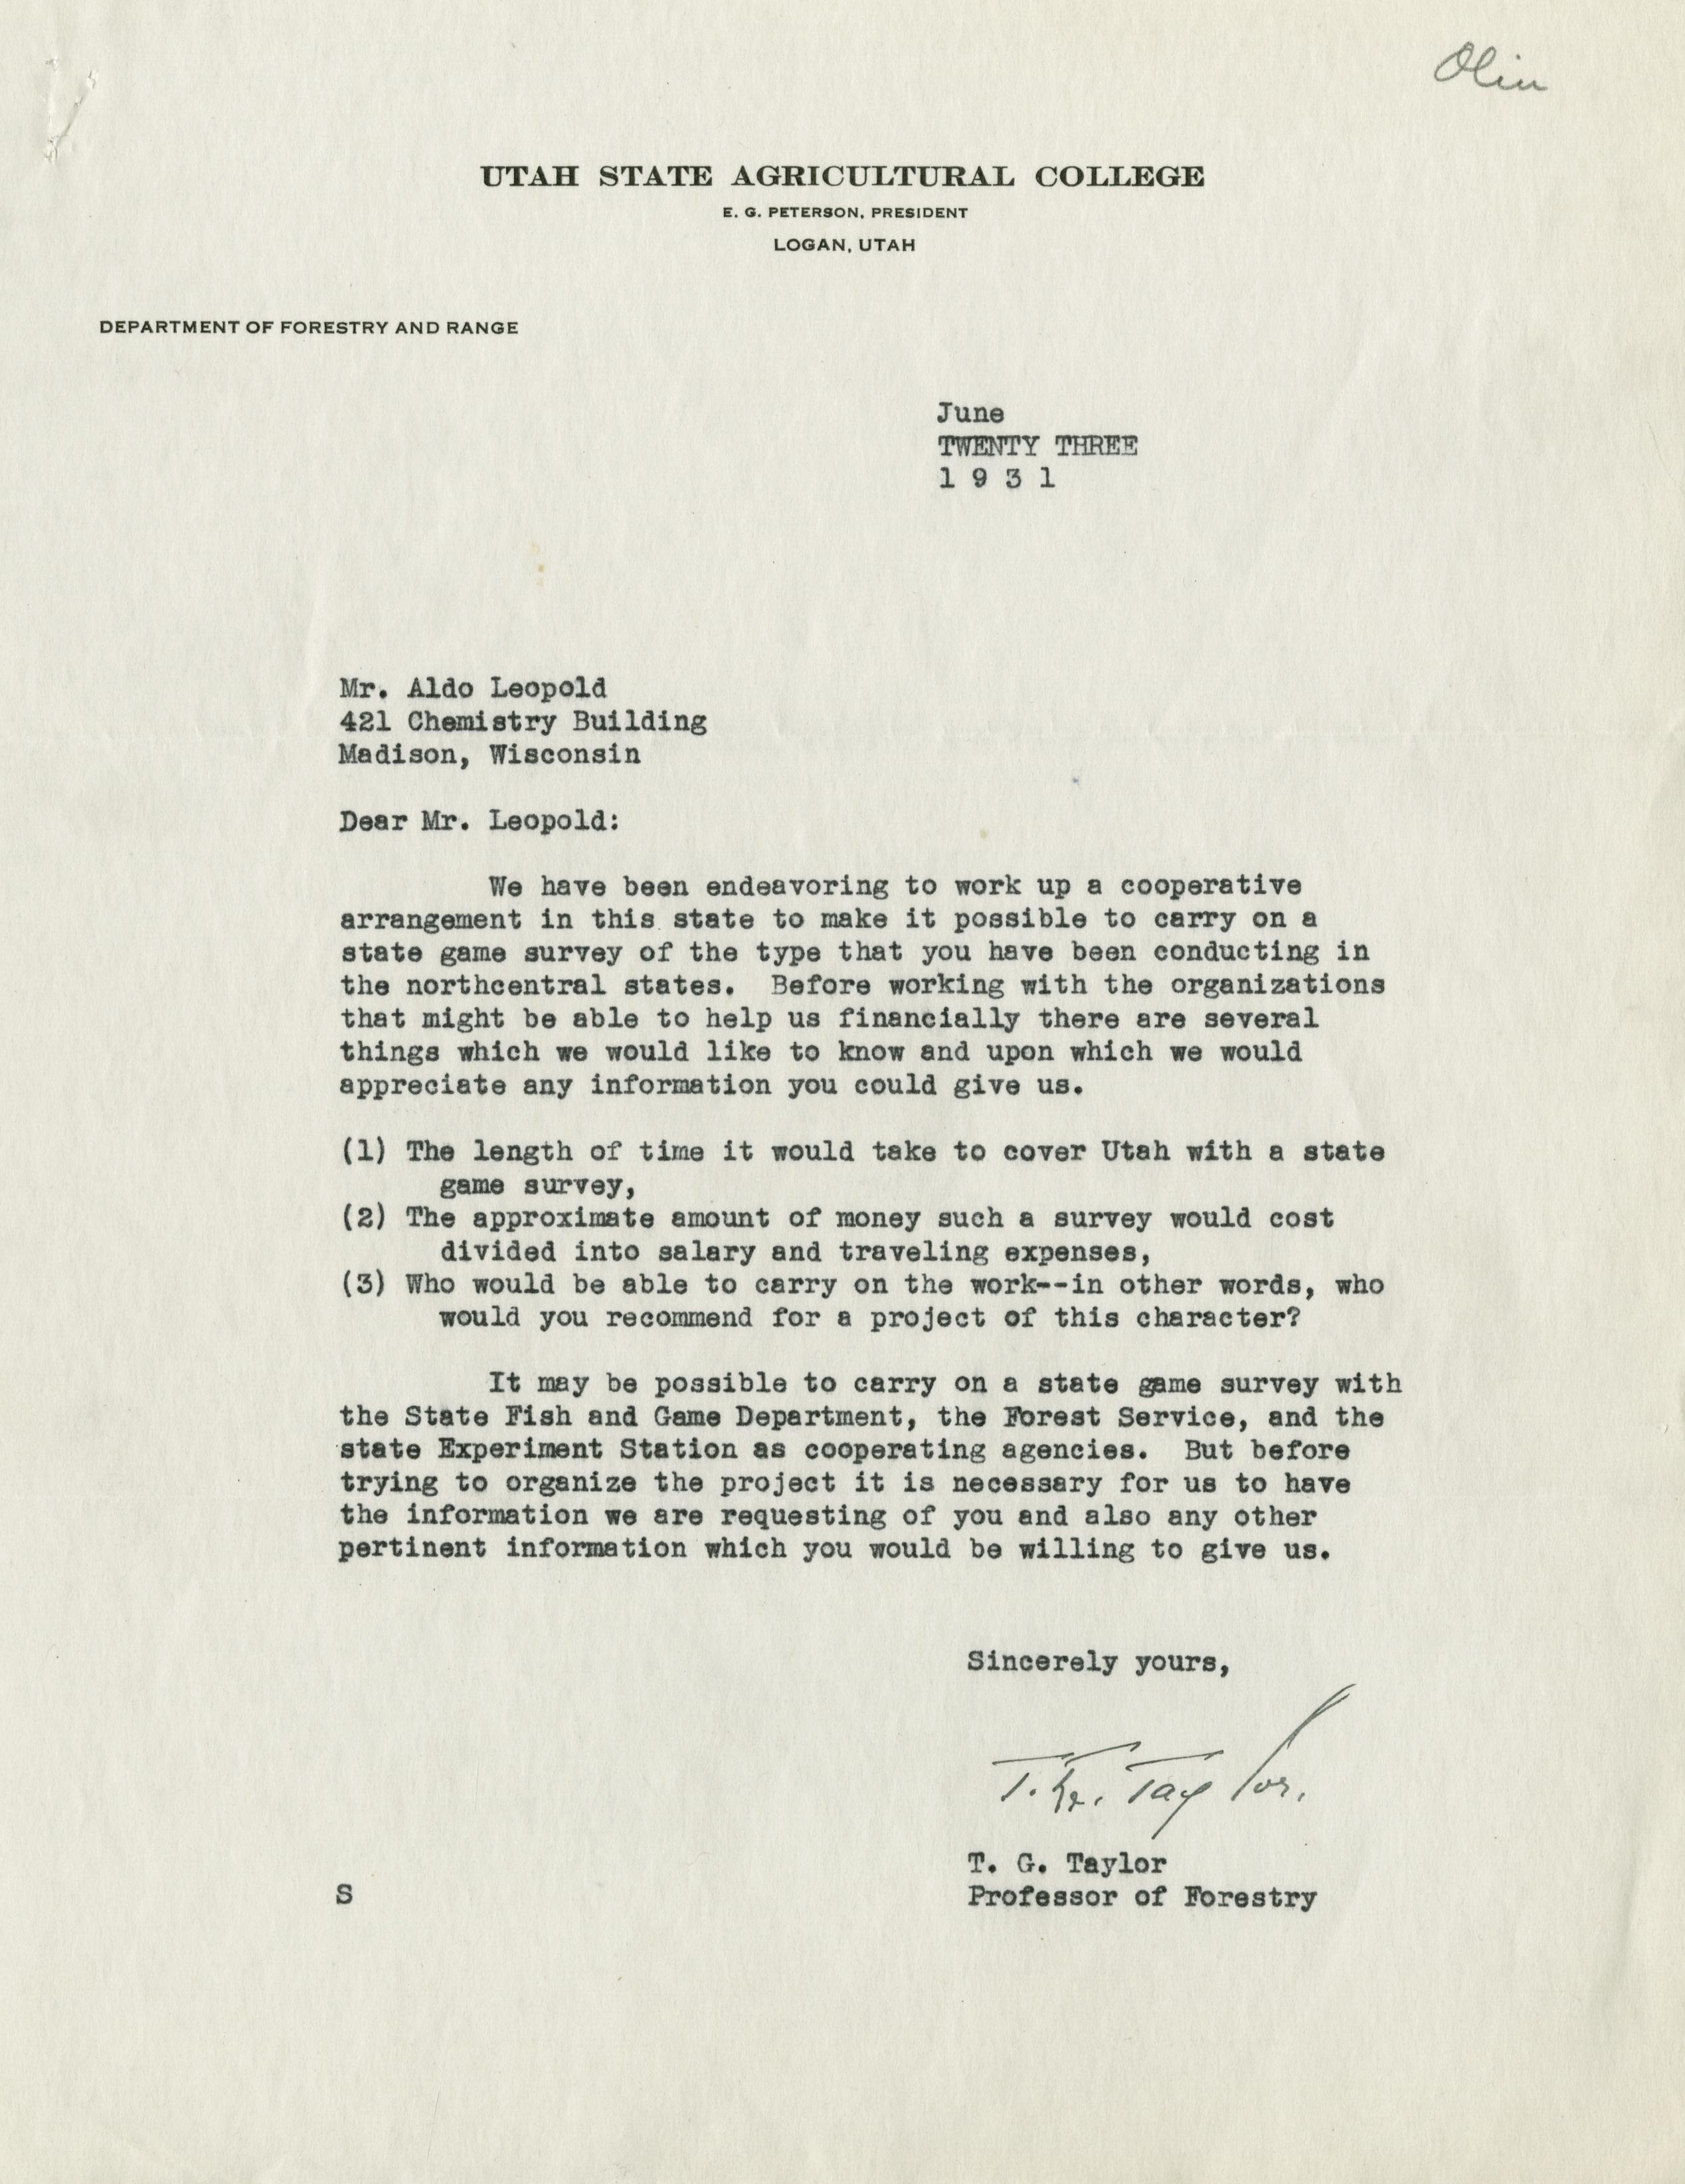 Olin
UTAH STATE AGRICULTURAL COLLEGE
E. G. PETERSON, PRESIDENT
LOGAN, UTAH
DEPARTMENT OF FORESTRY AND RANGE
June
TWENTY THREE
1 9 3 1
Mr. Aldo Leopold
421 Chemistry Building
Madison, Wisconsin
Dear Mr. Leopold:
We have been endeavoring to work up a cooperative
arrangement in this state to make it possible to carry on a
state game survey of the type that you have been conducting in
the northcentral states. Before working with the organizations
that might be able to help us financially there are several
things which we would like to know and upon which we would
appreciate any information you could give us.
(1) The length of time it would take to cover Utah with a state
game survey,
(2) The approximate amount of money such a survey would cost
divided into salary and traveling expenses,
(3) Who would be able to carry on the work--in other words, who
would you recommend for a project of this character?
It may be possible to carry on a state game survey with
the State Fish and Game Department, the Forest Service, and the
state Experiment Station as cooperating agencies. But before
trying to organize the project it is necessary for us to have
the information we are requesting of you and also any other
pertinent information which you would be willing to give us.
Sincerely yours,
T. G. Taylor.
T. G. Taylor
Professor of Forestry
S